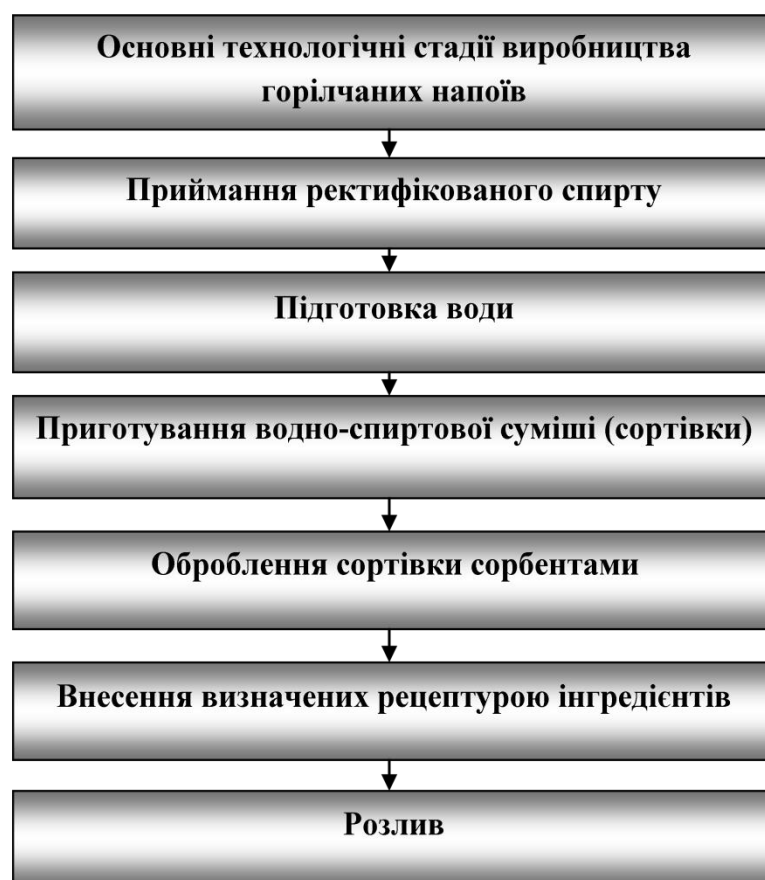 Основні технологічні стадії виробництва
горілчаних напоїв
Приймання ректифікованого спирту
Підготовка води
Приготування водно-спиртової суміші (сортівки)
Оброблення сортівки сорбентами
Внесення визначених рецептурою інгредієнтів
Розлив